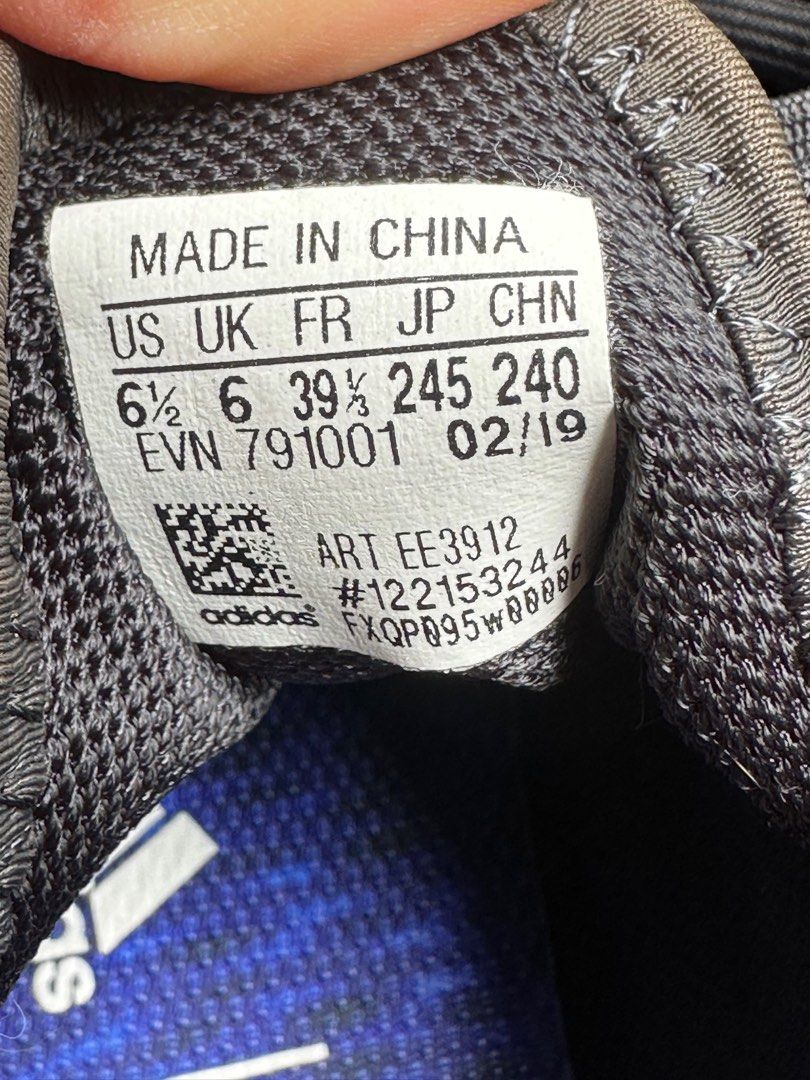 MADE IN CHINA
US UK FR JP CHN
6½ 6 39⅓ 245 240
EVN 791001 02/19
ART EE3912
#122153244
FXQP095w00006
adidas®
as